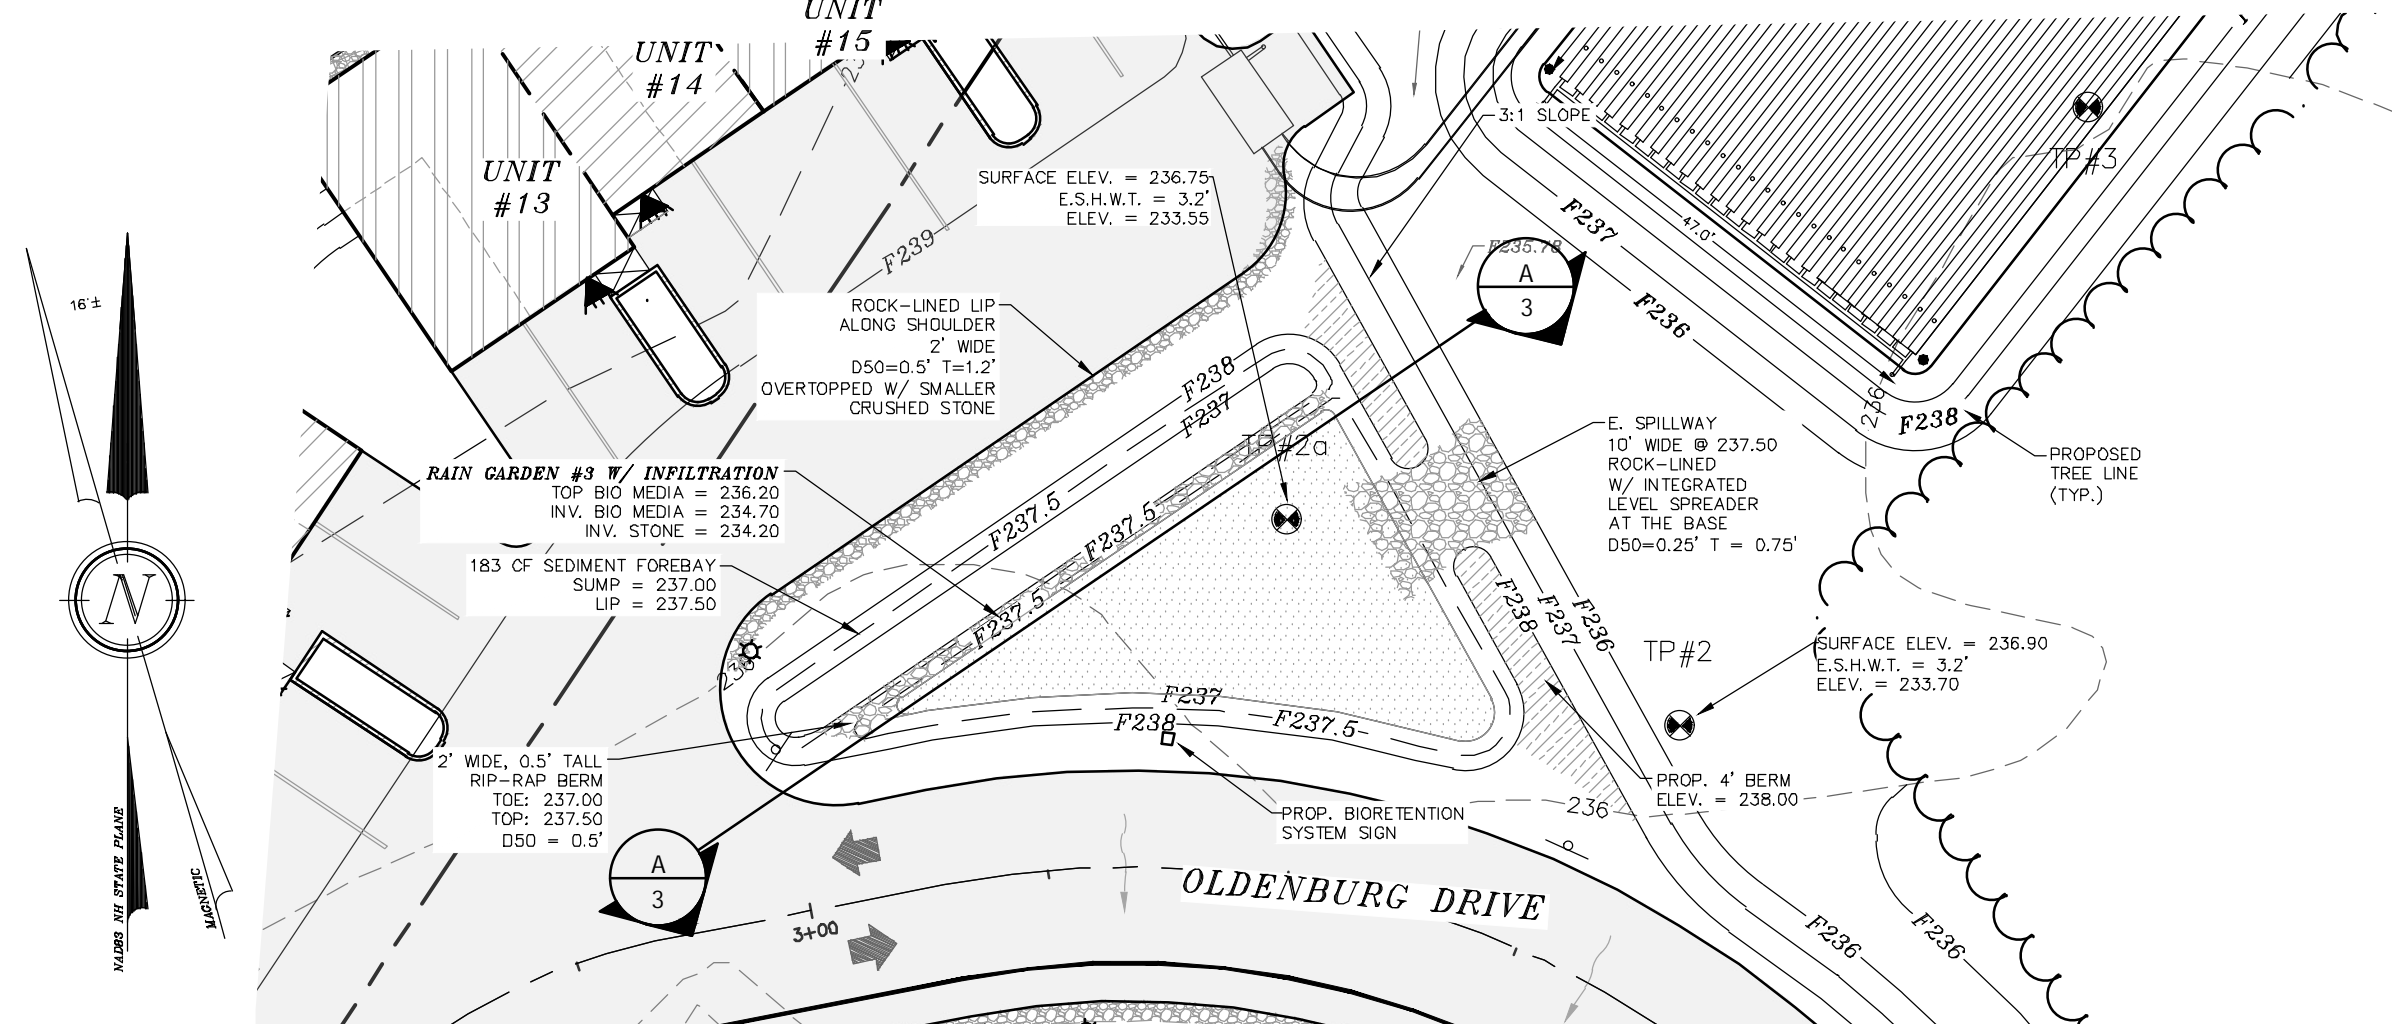 UNIT
#15
UNIT
#14
UNIT
#13
3:1 SLOPE
TP#3
SURFACE ELEV. = 236.75
E.S.H.W.T. = 3.2'
ELEV. = 233.55
F239
F237
47.0'
F235.78
A
3
F236
16'±
ROCK-LINED LIP
ALONG SHOULDER
2' WIDE
D50=0.5' T=1.2'
OVERTOPPED W/ SMALLER
CRUSHED STONE
F238
F237
236
F238
PROPOSED
TREE LINE
(TYP.)
E. SPILLWAY
10' WIDE @ 237.50
ROCK-LINED
W/ INTEGRATED
LEVEL SPREADER
AT THE BASE
D50=0.25' T = 0.75'
TP#2a
RAIN GARDEN #3 W/ INFILTRATION
TOP BIO MEDIA = 236.20
INV. BIO MEDIA = 234.70
INV. STONE = 234.20
F237.5
F237.5
F237.5
183 CF SEDIMENT FOREBAY
SUMP = 237.00
LIP = 237.50
N
F238
F237
F236
TP#2
SURFACE ELEV. = 236.90
E.S.H.W.T. = 3.2'
ELEV. = 233.70
F237
F238
F237.5
2' WIDE, 0.5' TALL
RIP-RAP BERM
TOE: 237.00
TOP: 237.50
D50 = 0.5'
PROP. 4' BERM
ELEV. = 238.00
PROP. BIORETENTION
SYSTEM SIGN
236
A
3
OLDENBURG DRIVE
3+00
F236
F236
NAD83 NH STATE PLANE
MAGNETIC